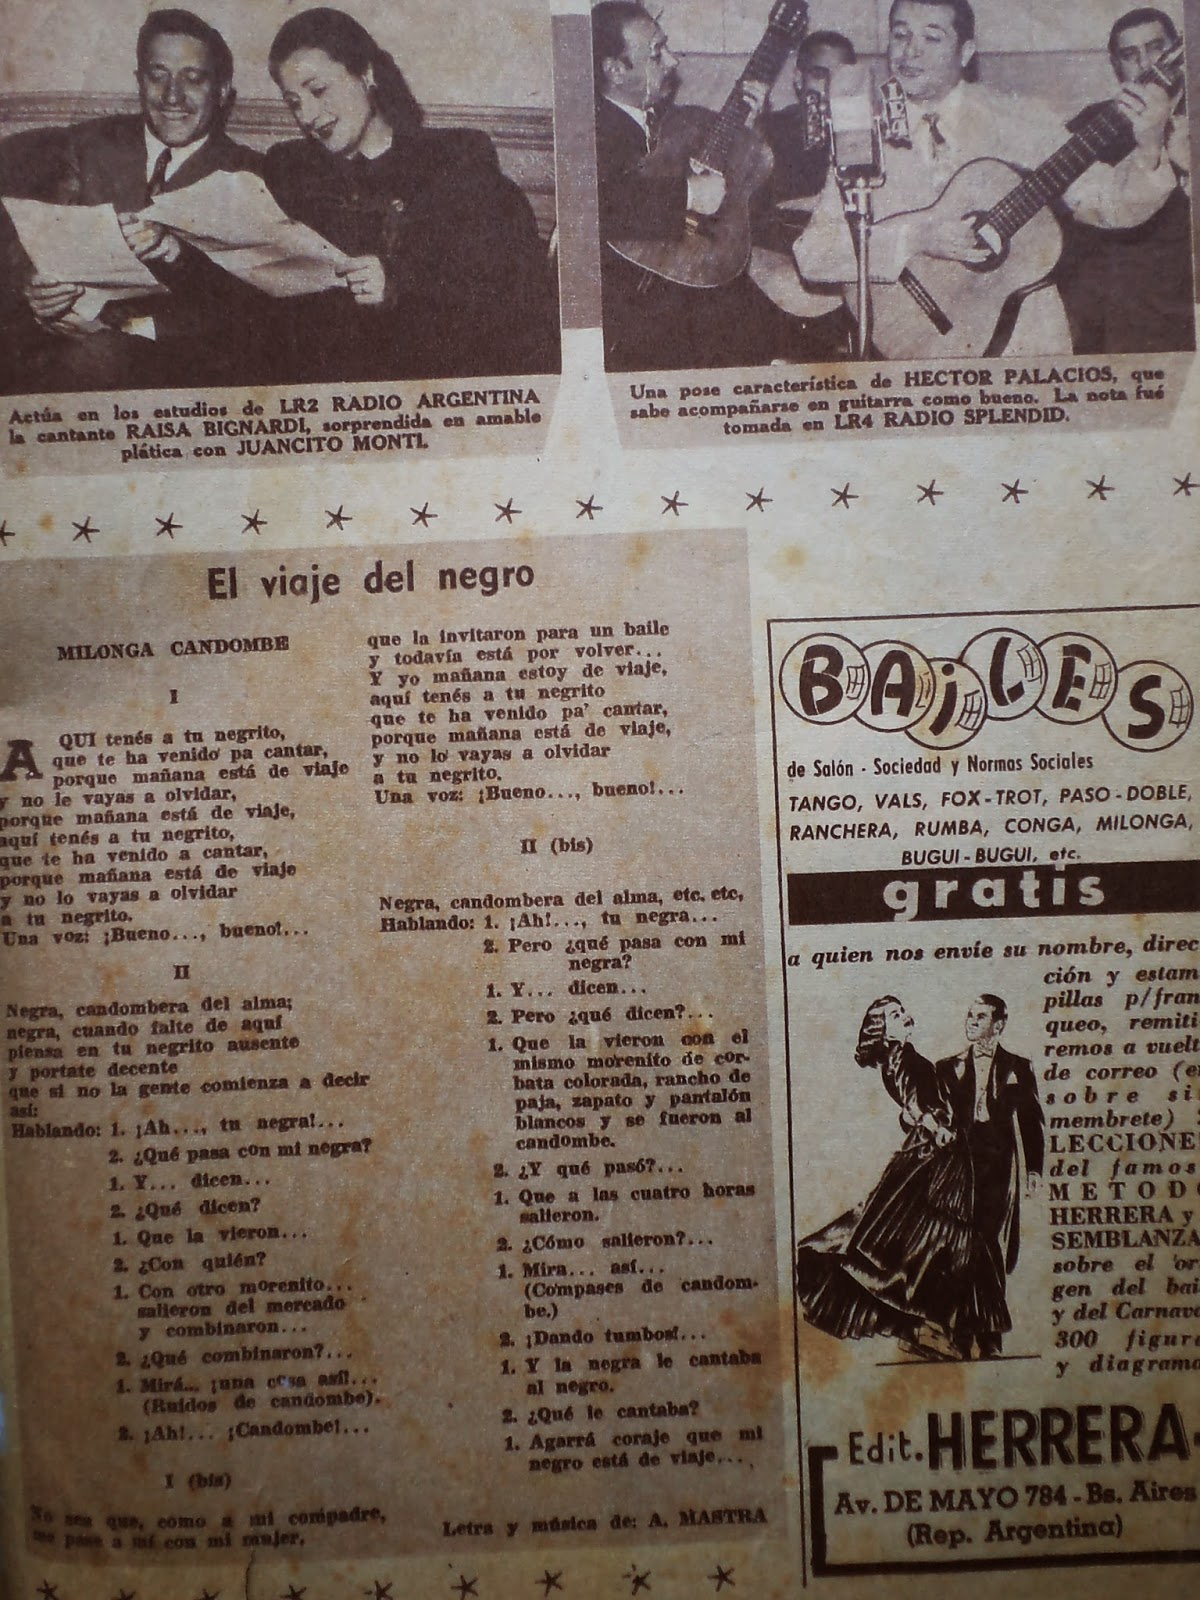 LR4
Actúa en los estudios de LR2 RADIO ARGENTINA
la cantante RAISA BIGNARDI, sorprendida en amable
plática con JUANCITO MONTI.
Una pose característica de HECTOR PALACIOS, que
sabe acompañarse en guitarra como bueno. La nota fué
tomada en LR4 RADIO SPLENDID.
El viaje del negro
MILONGA CANDOMBE
I
AQUI tenés a tu negrito,
que te ha venido pa cantar,
porque mañana está de viaje
y no le vayas a olvidar,
porque mañana está de viaje,
aquí tenés a tu negrito,
que te ha venido a cantar,
porque mañana está de viaje
y no lo vayas a olvidar
a tu negrito.
Una voz: ¡Bueno..., bueno!...
II
Negra, candombera del alma;
negra, cuando falte de aquí
piensa en tu negrito ausente
y portate decente
que si no la gente comienza a decir
así:
Hablando: 1. ¡Ah..., tu negra!...
2. ¿Qué pasa con mi negra?
1. Y... dicen...
2. ¿Qué dicen?
1. Que la vieron...
2. ¿Con quién?
1. Con otro morenito...
salieron del mercado
y combinaron...
2. ¿Qué combinaron?...
1. Mirá... ¡una cosa así!...
(Ruidos de candombe).
2. ¡Ah!... ¡Candombe!...
I (bis)
No sea que, como a mi compadre,
me pase a mí con mi mujer,
que la invitaron para un baile
y todavía está por volver...
Y yo mañana estoy de viaje,
aquí tenés a tu negrito
que te ha venido pa' cantar,
porque mañana está de viaje,
y no lo vayas a olvidar
a tu negrito.
Una voz: ¡Bueno..., bueno!...
II (bis)
Negra, candombera del alma, etc. etc,
Hablando: 1. ¡Ah!..., tu negra...
2. Pero ¿qué pasa con mi
negra?
1. Y... dicen...
2. Pero ¿qué dicen?...
1. Que la vieron con el
mismo morenito de cor-
bata colorada, rancho de
paja, zapato y pantalón
blancos y se fueron al
candombe.
2. ¿Y qué pasó?...
1. Que a las cuatro horas
salieron.
2. ¿Cómo salieron?...
1. Mira... así...
(Compases de candom-
be.)
2. ¡Dando tumbos!...
1. Y la negra le cantaba
al negro.
2. ¿Qué le cantaba?
1. Agarrá coraje que mi
negro está de viaje...
Letra y música de: A. MASTRA
BAiLES
de Salón - Sociedad y Normas Sociales
TANGO, VALS, FOX-TROT, PASO-DOBLE,
RANCHERA, RUMBA, CONGA, MILONGA,
BUGUI-BUGUI, etc.
gratis
a quien nos envíe su nombre, direc
ción y estam
pillas p/fran
queo, remiti
remos a vuelt
de correo (e
sobre si
membrete)
LECCIONE
del famos
METODO
HERRERA y
SEMBLANZA
sobre el ori
gen del bai
y del Carnava
300 figura
y diagrama
Edit. HERRERA
Av. DE MAYO 784 - Bs. Aires
(Rep. Argentina)